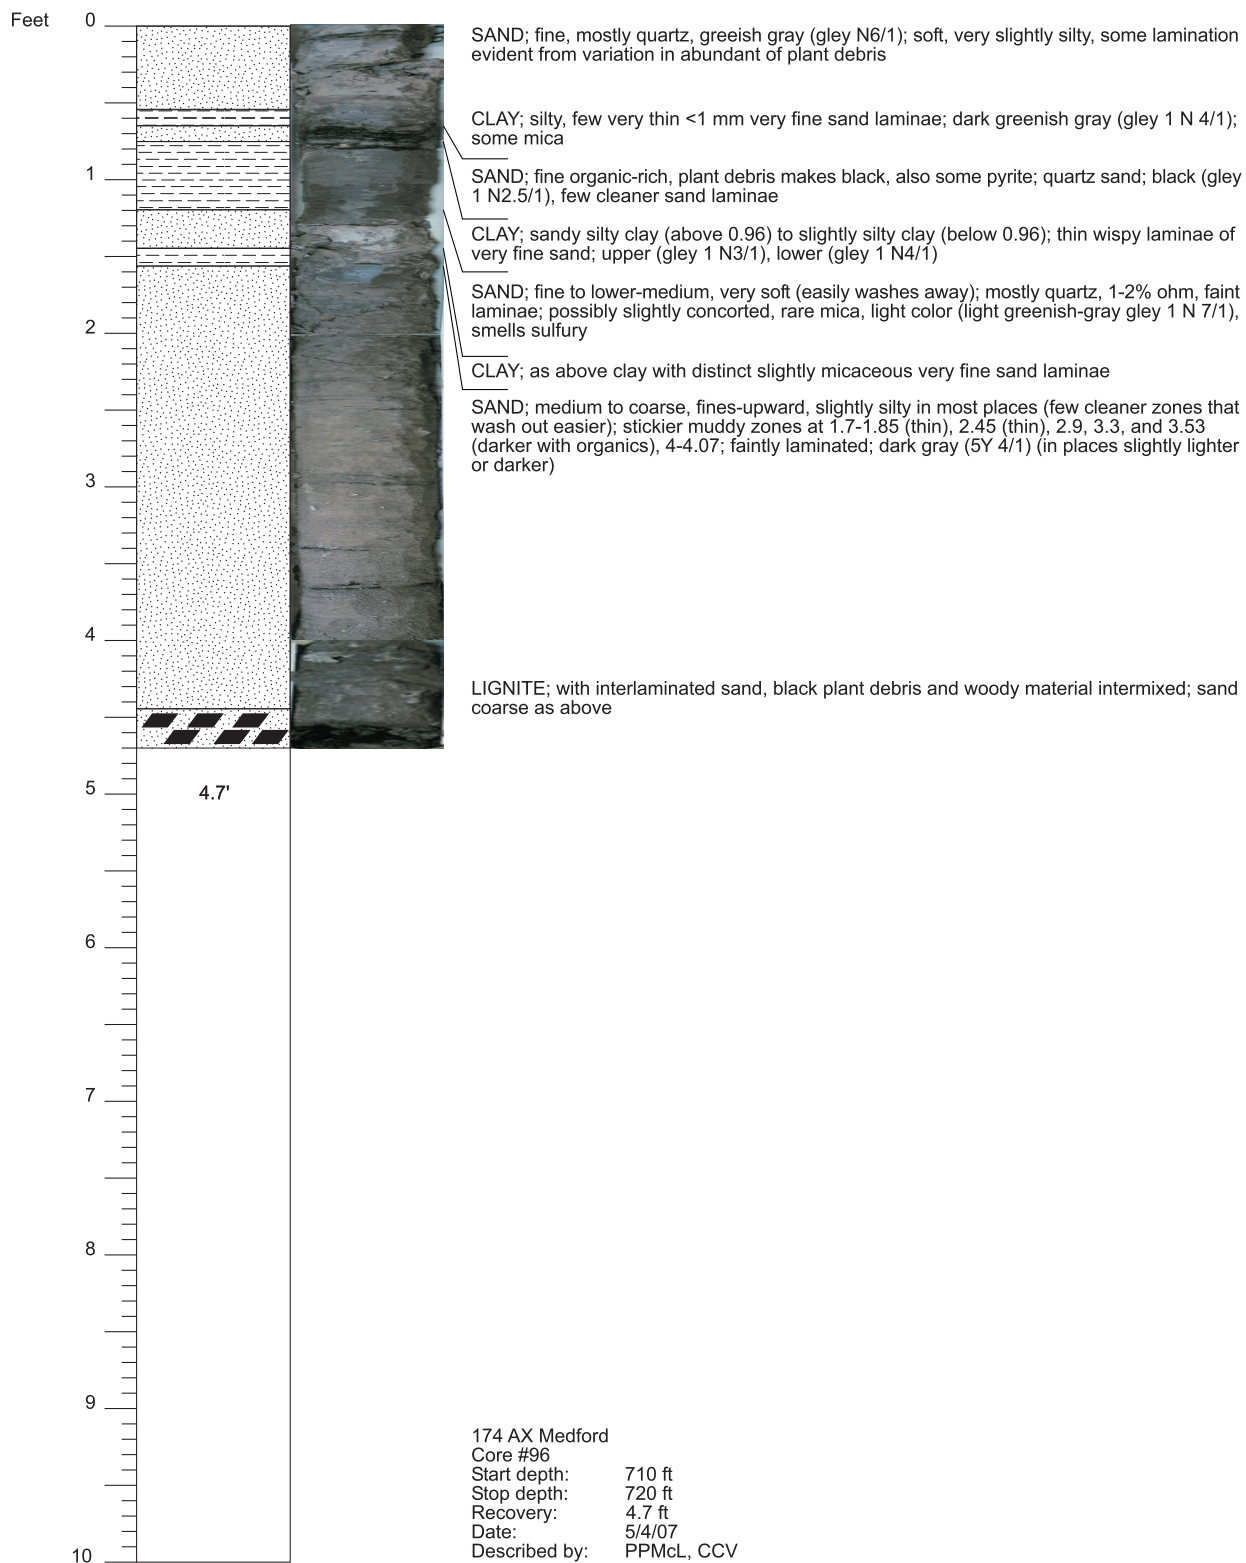 Feet
0
SAND; fine, mostly quartz, greeish gray (gley N6/1); soft, very slightly silty, some lamination
evident from variation in abundant of plant debris
CLAY; silty, few very thin <1 mm very fine sand laminae; dark greenish gray (gley 1 N 4/1);
some mica
1
SAND; fine organic-rich, plant debris makes black, also some pyrite; quartz sand; black (gley
1 N2.5/1), few cleaner sand laminae
CLAY; sandy silty clay (above 0.96) to slightly silty clay (below 0.96); thin wispy laminae of
very fine sand; upper (gley 1 N3/1), lower (gley 1 N4/1)
SAND; fine to lower-medium, very soft (easily washes away); mostly quartz, 1-2% ohm, faint
laminae; possibly slightly concorted, rare mica, light color (light greenish-gray gley 1 N 7/1),
smells sulfury
2
CLAY; as above clay with distinct slightly micaceous very fine sand laminae
SAND; medium to coarse, fines-upward, slightly silty in most places (few cleaner zones that
wash out easier); stickier muddy zones at 1.7-1.85 (thin), 2.45 (thin), 2.9, 3.3, and 3.53
(darker with organics), 4-4.07; faintly laminated; dark gray (5Y 4/1) (in places slightly lighter
or darker)
3
4
LIGNITE; with interlaminated sand, black plant debris and woody material intermixed; sand
coarse as above
5
4.7'
6
7
8
9
174 AX Medford
Core #96
Start depth: 710 ft
Stop depth: 720 ft
Recovery: 4.7 ft
Date: 5/4/07
Described by: PPMcL, CCV
10